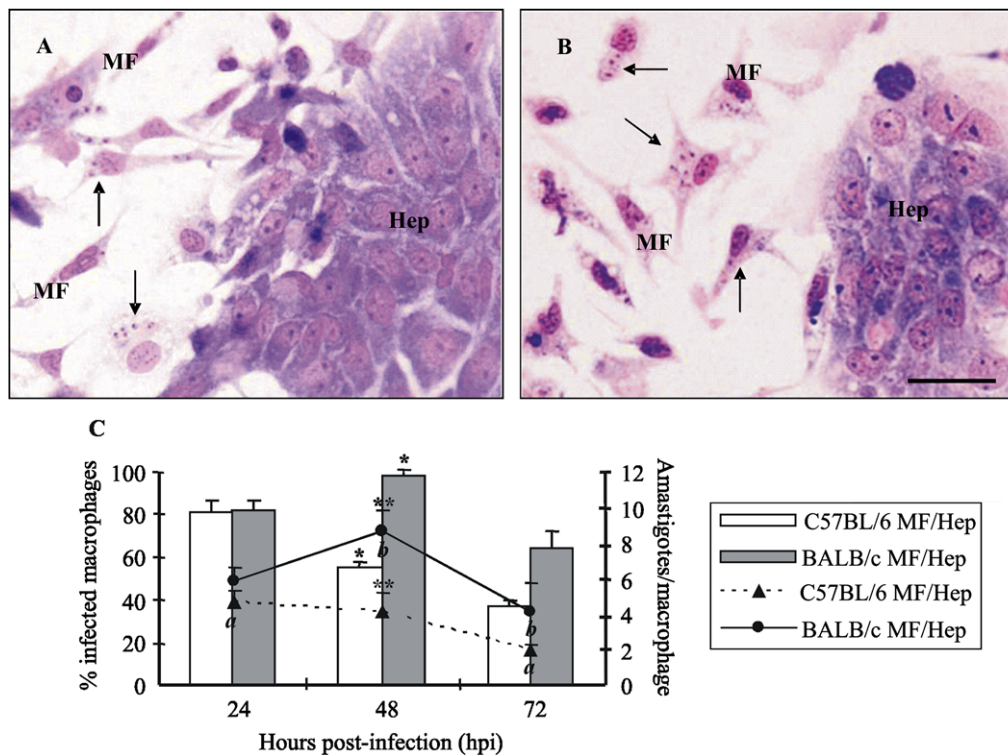 A
MF
MF
Hep
B
MF
MF
Hep
C
% infected macrophages
100
80
60
40
20
0
12
10
8
6
4
2
0
Amastigotes/macrophage
*
**
b
*
**
a
b
a
24
48
72
Hours post-infection (hpi)
C57BL/6 MF/Hep
BALB/c MF/Hep
C57BL/6 MF/Hep
BALB/c MF/Hep